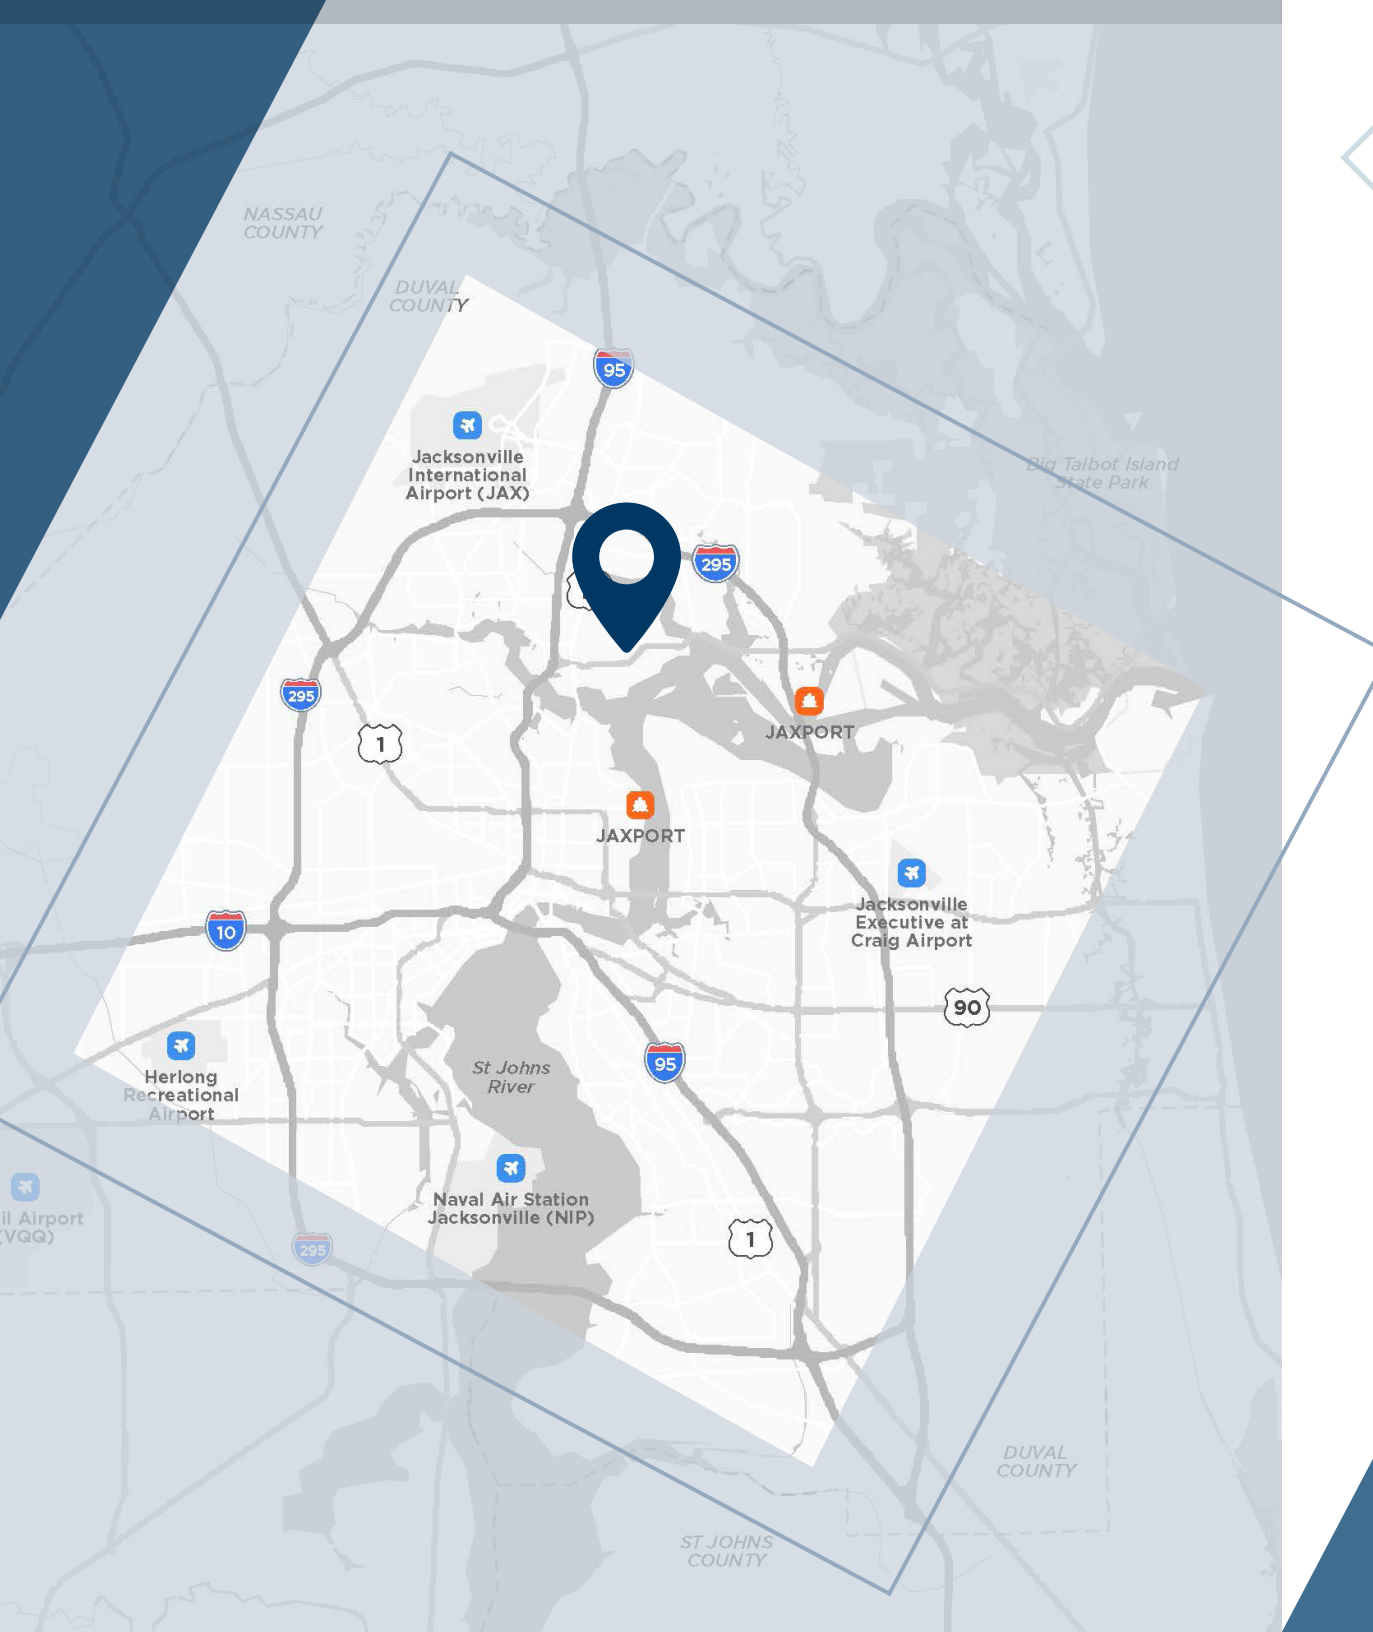 NASSAU
COUNTY
DUVAL
COUNTY
95
Jacksonville
International
Airport (JAX)
Big Talbot Island
State Park
295
295
1
JAXPORT
JAXPORT
Jacksonville
Executive at
Craig Airport
10
90
Herlong
Recreational
Airport
St Johns
River
95
Naval Air Station
Jacksonville (NIP)
il Airport
(VQQ)
1
295
DUVAL
COUNTY
ST JOHNS
COUNTY